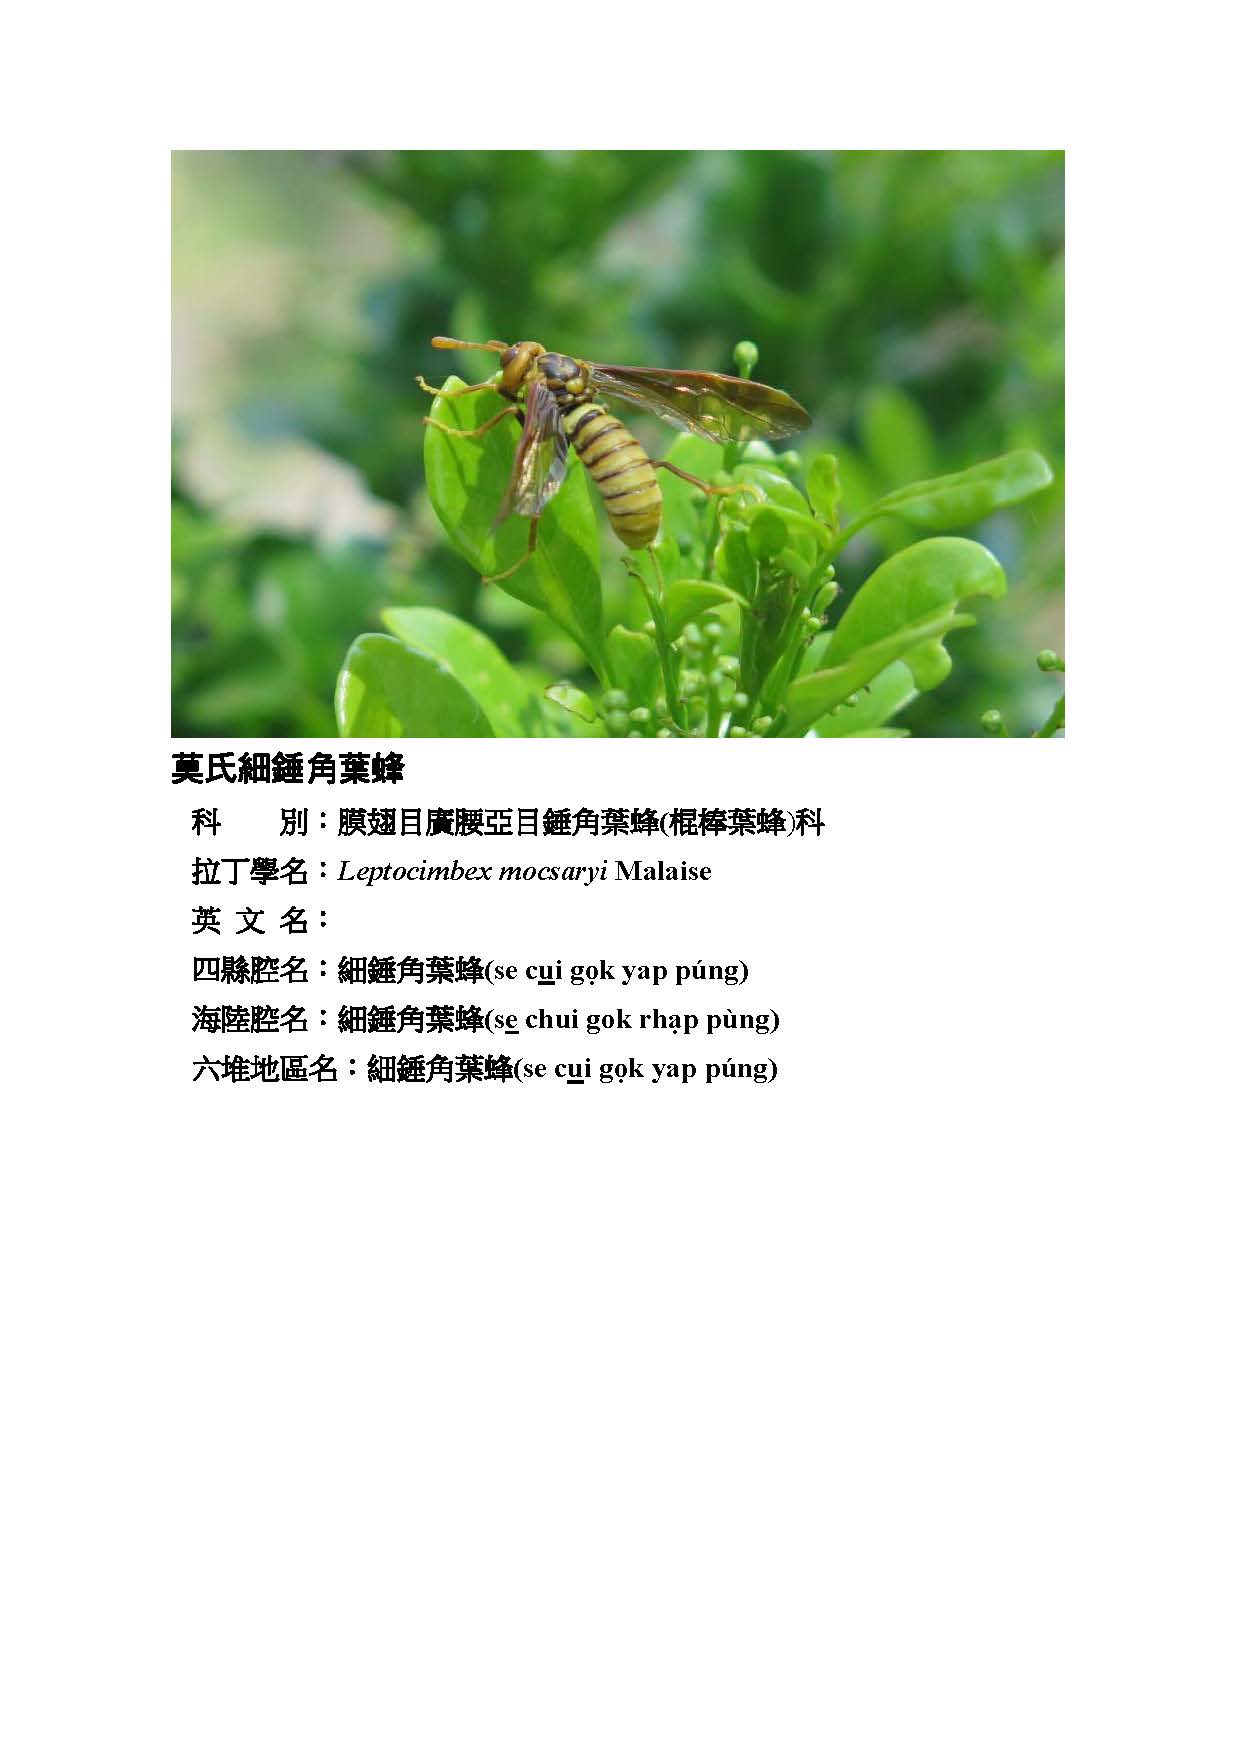 莫氏細錘角葉蜂
科　　別：膜翅目廣腰亞目錘角葉蜂(棍棒葉蜂)科
拉丁學名：Leptocimbex mocsaryi Malaise
英 文 名：
四縣腔名：細錘角葉蜂(se cu̲i gọk yap púng)
海陸腔名：細錘角葉蜂(se̲ chui gok rhạp pùng)
六堆地區名：細錘角葉蜂(se cu̲i gọk yap púng)